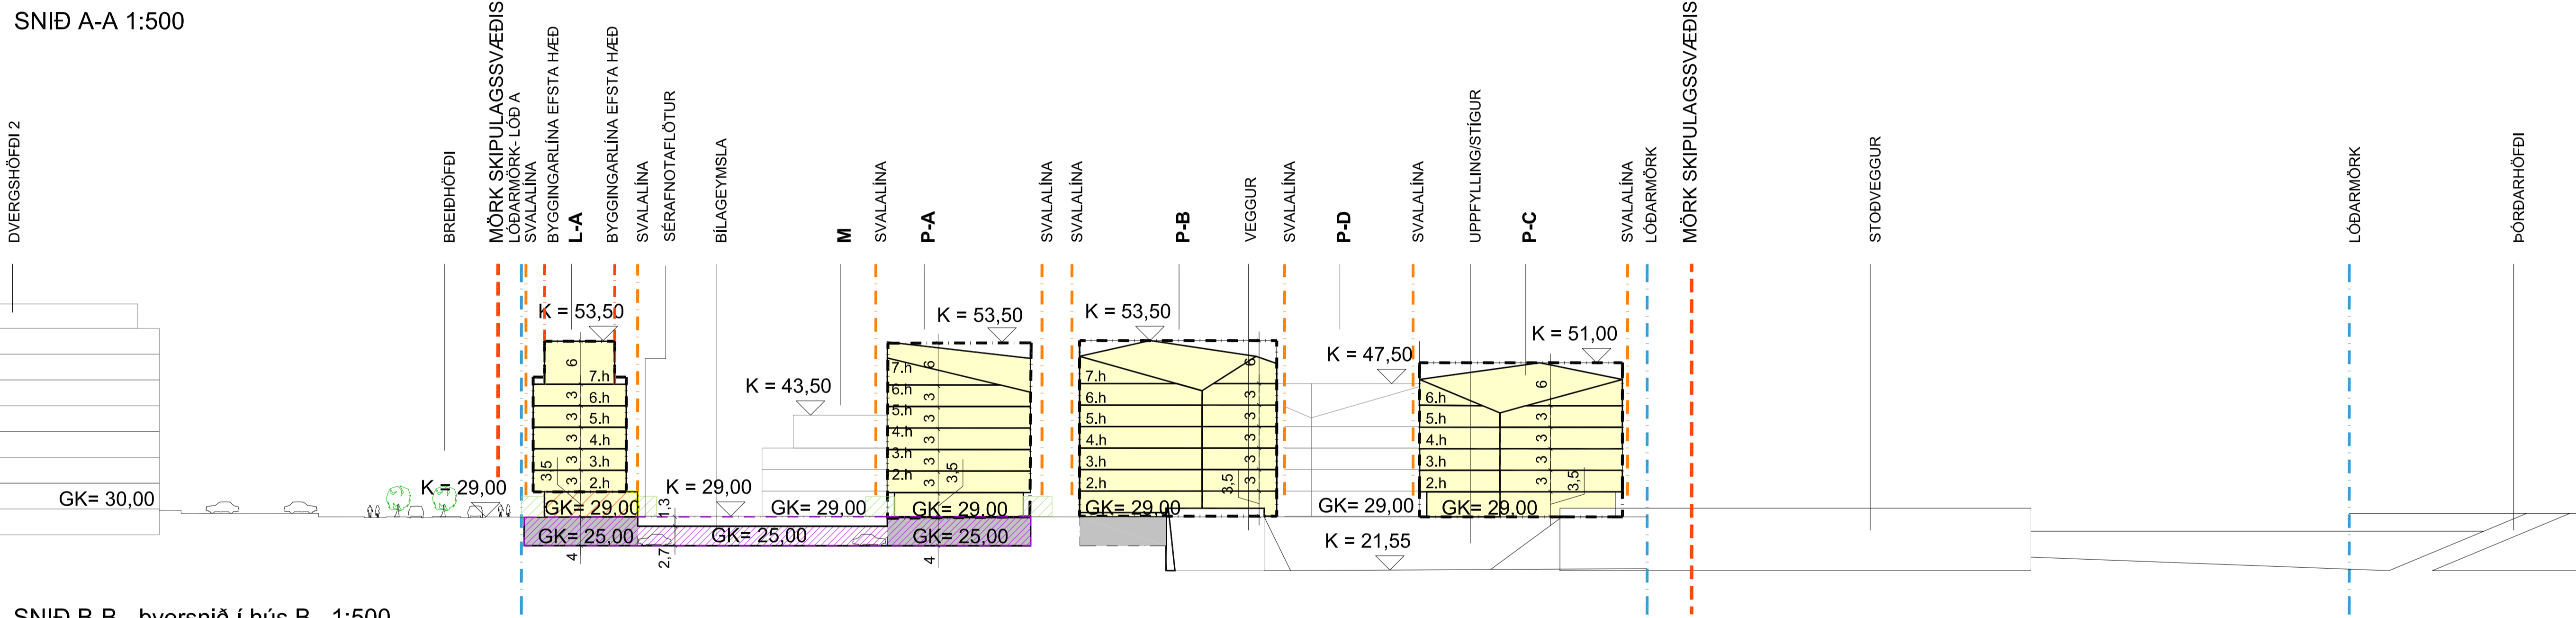 SNIÐ A-A 1:500
DVERGSHÖFÐI 2
BREIÐHÖFÐI
MÖRK SKIPULAGSSVÆÐIS
LÓÐARMÖRK- LÓÐ A
SVALALÍNA
BYGGINGARLÍNA EFSTA HÆÐ
L-A
BYGGINGARLÍNA EFSTA HÆÐ
SVALALÍNA
SÉRAFNOTAFLÖTUR
BÍLAGEYMSLA
M
SVALALÍNA
P-A
SVALALÍNA
SVALALÍNA
P-B
VEGGUR
SVALALÍNA
P-D
SVALALÍNA
UPPFYLLING/STÍGUR
P-C
SVALALÍNA
LÓÐARMÖRK
MÖRK SKIPULAGSSVÆÐIS
STOÐVEGGUR
LÓÐARMÖRK
ÞÓRÐARHÖFÐI
GK= 30,00
K = 29,00
K = 53,50
6
7.h
3
6.h
3
5.h
3
4.h
3
3.h
3
2.h
3,5
GK= 29,00
GK= 25,00
4
1,3
2,7
K = 29,00
GK= 25,00
K = 43,50
GK= 29,00
K = 53,50
6
7.h
6.h
3
5.h
3
4.h
3
3.h
3
2.h
3
3,5
GK= 29,00
GK= 25,00
4
K = 53,50
6
7.h
3
6.h
3
5.h
3
4.h
3
3.h
3
2.h
3,5
GK= 29,00
K = 47,50
GK= 29,00
K = 21,55
K = 51,00
6
6.h
3
5.h
3
4.h
3
3.h
3
2.h
3,5
GK= 29,00
SNIÐ B-B - þversnið í hús B - 1:500